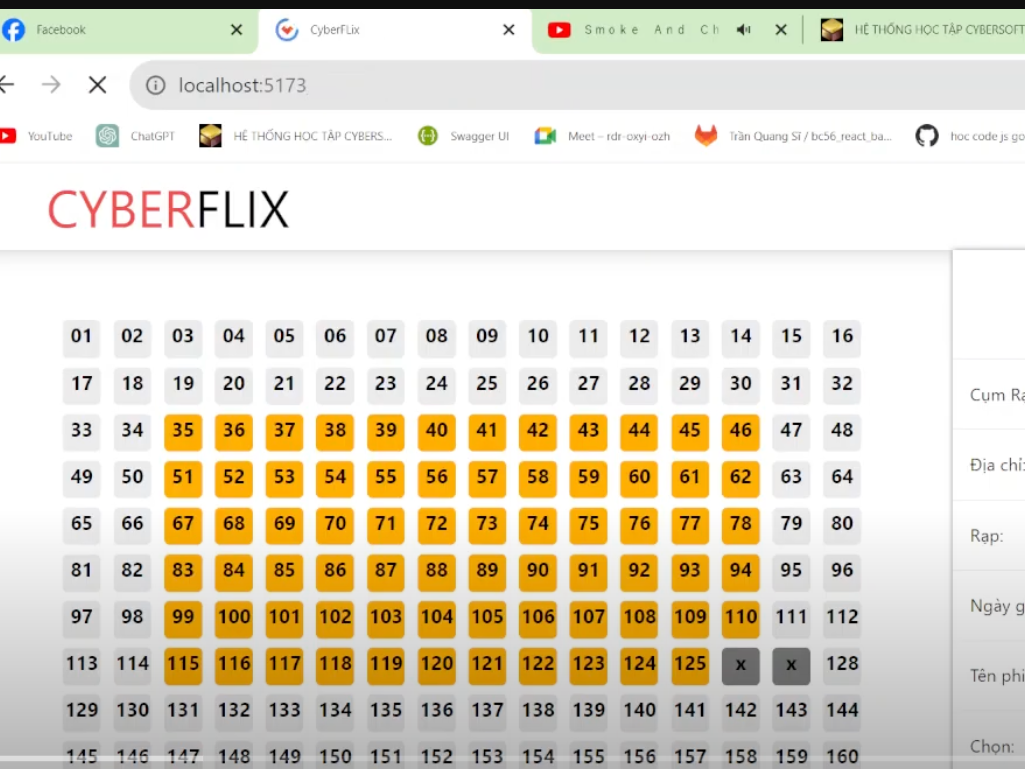 Facebook CyberFLix Smoke And Ch HỆ THỐNG HỌC TẬP CYBERSOFT
localhost:5173
YouTube ChatGPT HỆ THỐNG HỌC TẬP CYBERS... Swagger UI Meet – rdr-oxyi-ozh Trần Quang Sĩ / bc56_react_ba... hoc code js go
CYBERFLIX
01 02 03 04 05 06 07 08 09 10 11 12 13 14 15 16
17 18 19 20 21 22 23 24 25 26 27 28 29 30 31 32
33 34 35 36 37 38 39 40 41 42 43 44 45 46 47 48
49 50 51 52 53 54 55 56 57 58 59 60 61 62 63 64
65 66 67 68 69 70 71 72 73 74 75 76 77 78 79 80
81 82 83 84 85 86 87 88 89 90 91 92 93 94 95 96
97 98 99 100 101 102 103 104 105 106 107 108 109 110 111 112
113 114 115 116 117 118 119 120 121 122 123 124 125 x x 128
129 130 131 132 133 134 135 136 137 138 139 140 141 142 143 144
145 146 147 148 149 150 151 152 153 154 155 156 157 158 159 160
Cụm Rạ
Địa chỉ:
Rạp:
Ngày g
Tên phi
Chọn: